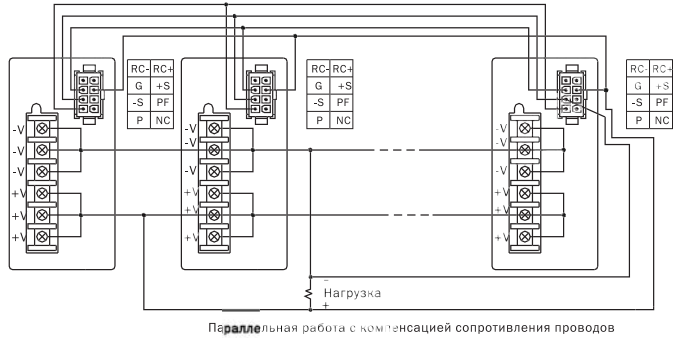 RC- RC+
G +S
-S PF
P NC
RC- RC+
G +S
-S PF
P NC
RC- RC+
G +S
-S PF
P NC
-V
-V
-V
+V
+V
+V
-V
-V
-V
+V
+V
+V
-V
-V
-V
+V
+V
+V
-
Нагрузка
+
Параллельная работа с компенсацией сопротивления проводов